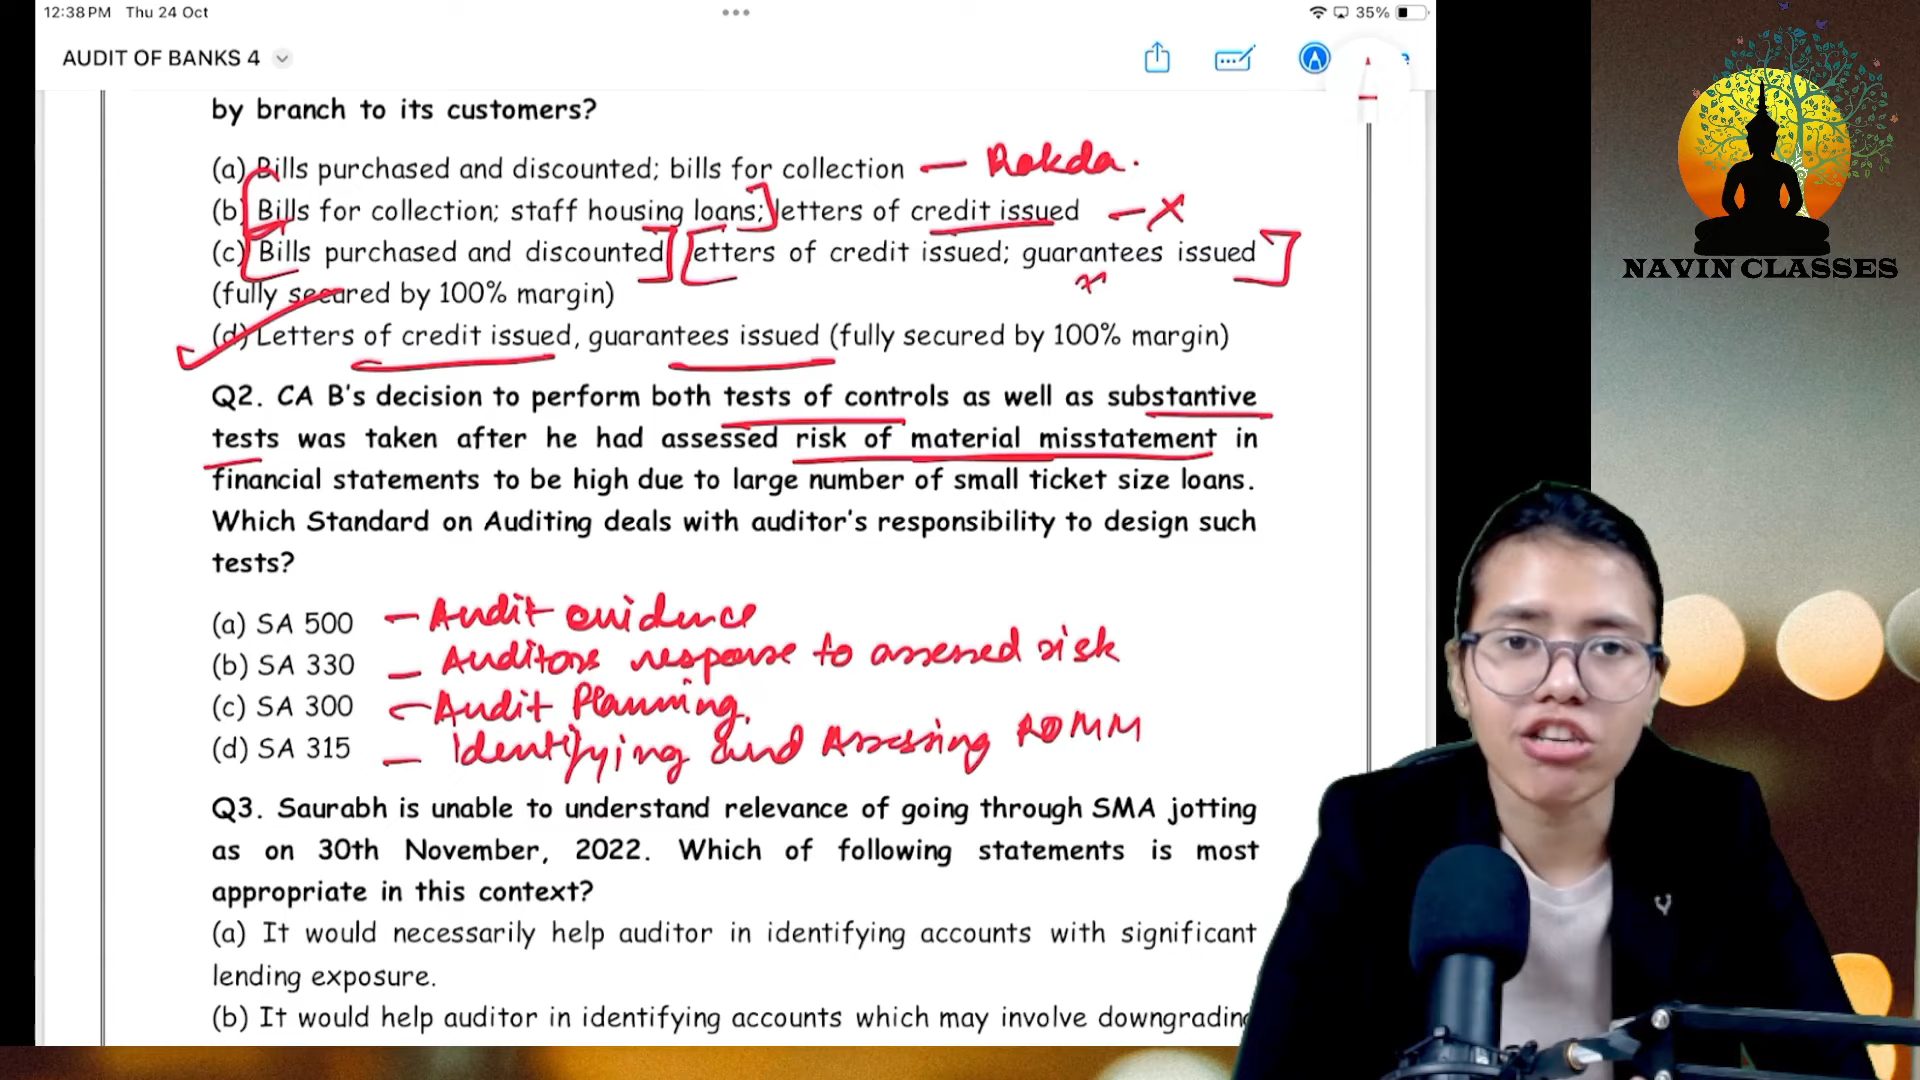 12:38 PM Thu 24 Oct
35%
AUDIT OF BANKS 4
NAVIN CLASSES
by branch to its customers?
(a) Bills purchased and discounted; bills for collection — Rokda.
(b) Bills for collection; staff housing loans; letters of credit issued — X
(c) Bills purchased and discounted letters of credit issued; guarantees issued
(fully secured by 100% margin)
(d) Letters of credit issued, guarantees issued (fully secured by 100% margin)
Q2. CA B's decision to perform both tests of controls as well as substantive
tests was taken after he had assessed risk of material misstatement in
financial statements to be high due to large number of small ticket size loans.
Which Standard on Auditing deals with auditor's responsibility to design such
tests?
(a) SA 500 — Audit evidence
(b) SA 330 — Auditors response to assessed risk
(c) SA 300 — Audit Planning.
(d) SA 315 — Identifying and Assessing ROMM
Q3. Saurabh is unable to understand relevance of going through SMA jotting
as on 30th November, 2022. Which of following statements is most
appropriate in this context?
(a) It would necessarily help auditor in identifying accounts with significant
lending exposure.
(b) It would help auditor in identifying accounts which may involve downgrading